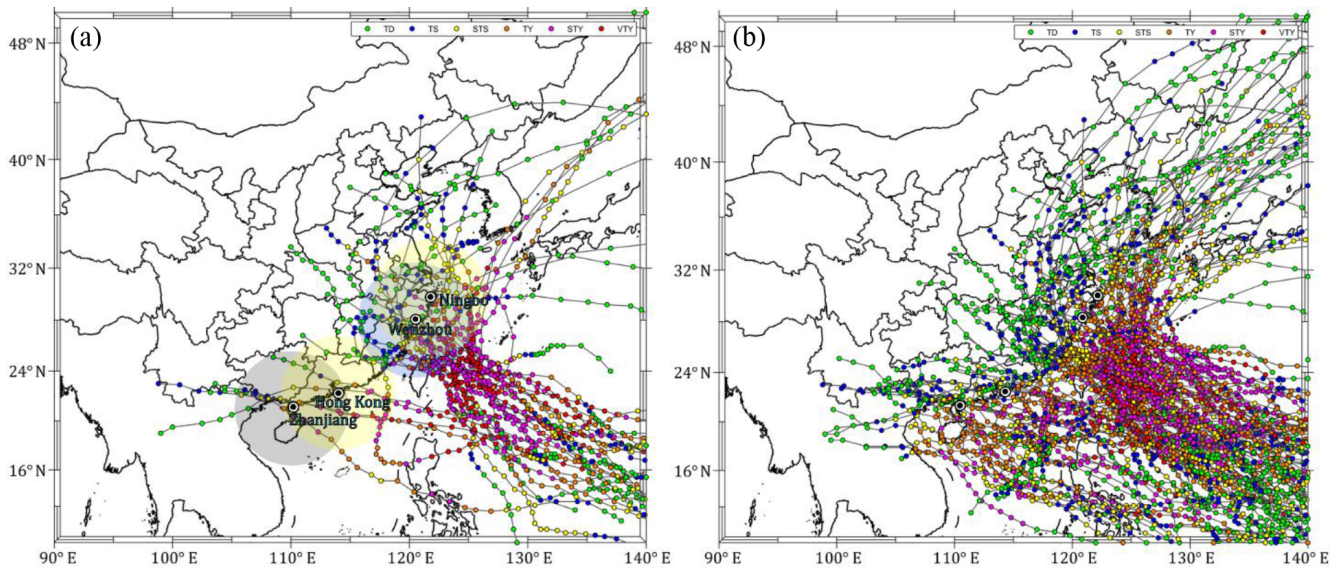 (a)
TD TS STS TY STY VTY
48° N
40° N
32° N
24° N
16° N
Ningbo
Wenzhou
Hong Kong
Zhanjiang
90° E 100° E 110° E 120° E 130° E 140° E
(b)
TD TS STS TY STY VTY
48° N
40° N
32° N
24° N
16° N
90° E 100° E 110° E 120° E 130° E 140° E